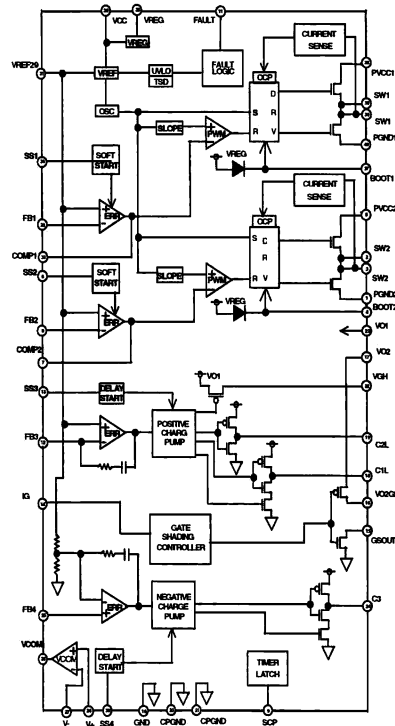 VCC
VREG
FAULT
VREF29
VREG
VREF
UVLO
TSD
FAULT
LOGIC
CURRENT
SENSE
OCP
PVCC1
SW1
SW1
PGND1
OSC
D
S
R
R
V
SLOPE
PWM
SS1
SOFT
START
VREG
BOOT1
FB1
ERR
CURRENT
SENSE
PVCC2
COMP1
OCP
SS2
SOFT
START
S
C
R
R
V
SW2
SW2
SLOPE
PWM
PGND2
VREG
BOOT2
FB2
ERR
VO1
COMP2
VO2
SS3
DELAY
START
VO1
VGH
FB3
ERR
POSITIVE
CHARG
PUMP
C2L
C1L
IG
GATE
SHADING
CONTROLLER
GSOUT
NEGATIVE
CHARGE
PUMP
C3
FB4
ERR
VCOM
VCOM
DELAY
START
TIMER
LATCH
V-
V+
SS4
GND
CPGND
CPGND
SCP